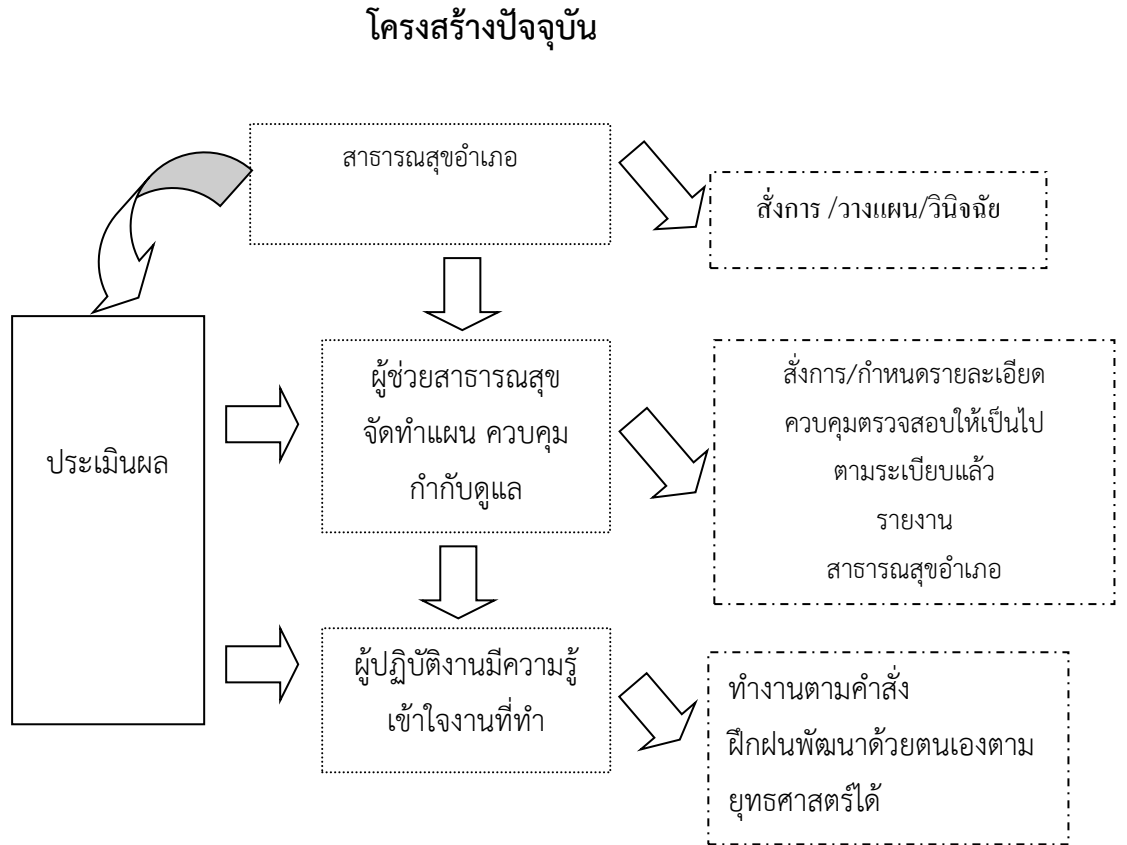 โครงสร้างปัจจุบัน
สาธารณสุขอำเภอ
สั่งการ /วางแผน/วินิจฉัย
ประเมินผล
ผู้ช่วยสาธารณสุข
จัดทำแผน ควบคุม
กำกับดูแล
สั่งการ/กำหนดรายละเอียด
ควบคุมตรวจสอบให้เป็นไป
ตามระเบียบแล้ว
รายงาน
สาธารณสุขอำเภอ
ผู้ปฏิบัติงานมีความรู้
เข้าใจงานที่ทำ
ทำงานตามคำสั่ง
ฝึกฝนพัฒนาด้วยตนเองตาม
ยุทธศาสตร์ได้